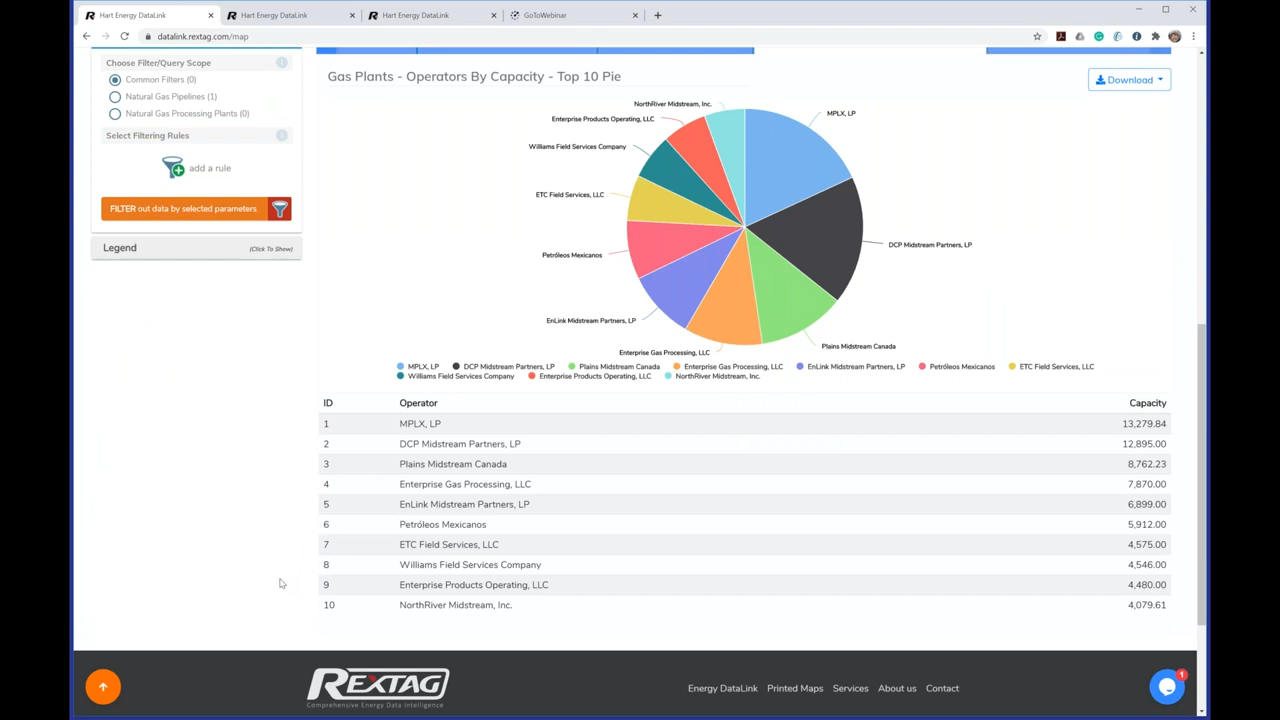 Hart Energy DataLink
Hart Energy DataLink
Hart Energy DataLink
GoToWebinar
datalink.rextag.com/map
Choose Filter/Query Scope
Common Filters (0)
Natural Gas Pipelines (1)
Natural Gas Processing Plants (0)
Select Filtering Rules
add a rule
FILTER out data by selected parameters
Legend
(Click To Show)
Gas Plants - Operators By Capacity - Top 10 Pie
Download
NorthRiver Midstream, Inc.
MPLX, LP
Enterprise Products Operating, LLC
Williams Field Services Company
ETC Field Services, LLC
DCP Midstream Partners, LP
Petróleos Mexicanos
EnLink Midstream Partners, LP
Plains Midstream Canada
Enterprise Gas Processing, LLC
MPLX, LP DCP Midstream Partners, LP Plains Midstream Canada Enterprise Gas Processing, LLC EnLink Midstream Partners, LP Petróleos Mexicanos ETC Field Services, LLC
Williams Field Services Company Enterprise Products Operating, LLC NorthRiver Midstream, Inc.
ID Operator Capacity
1 MPLX, LP 13,279.84
2 DCP Midstream Partners, LP 12,895.00
3 Plains Midstream Canada 8,762.23
4 Enterprise Gas Processing, LLC 7,870.00
5 EnLink Midstream Partners, LP 6,899.00
6 Petróleos Mexicanos 5,912.00
7 ETC Field Services, LLC 4,575.00
8 Williams Field Services Company 4,546.00
9 Enterprise Products Operating, LLC 4,480.00
10 NorthRiver Midstream, Inc. 4,079.61
REXTAG
Comprehensive Energy Data Intelligence
Energy DataLink Printed Maps Services About us Contact
1